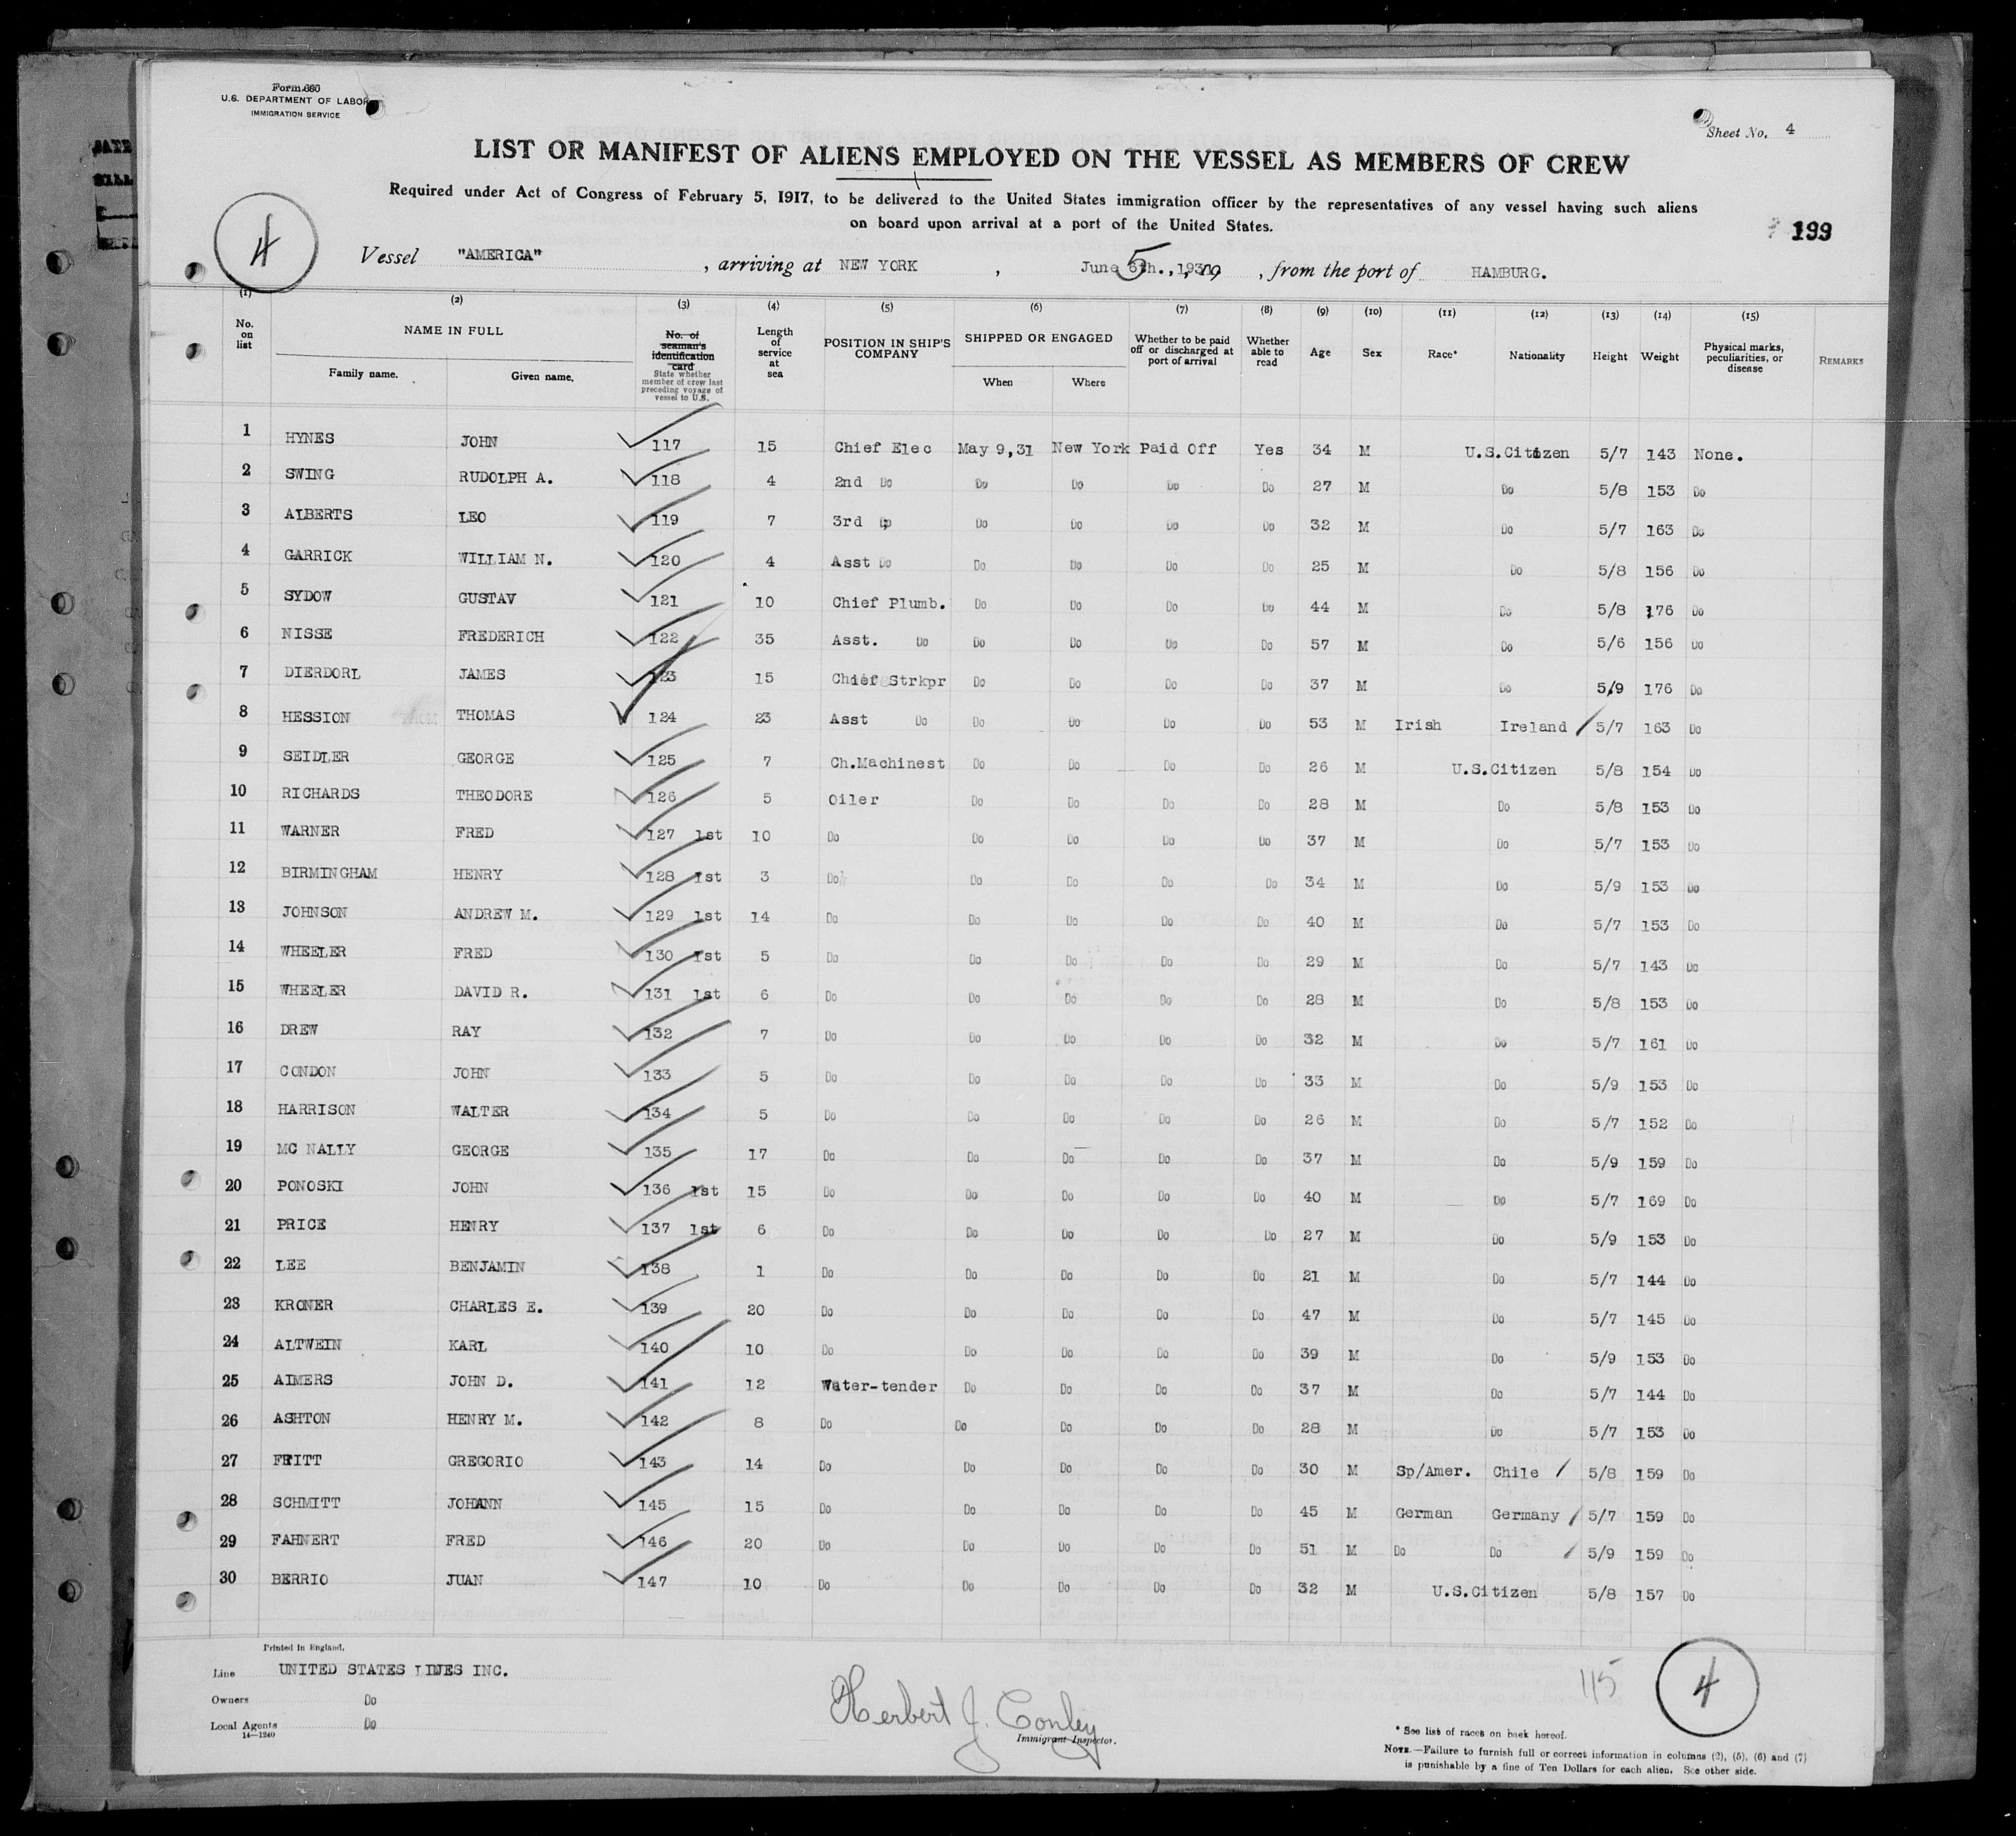 Form 680
U.S. DEPARTMENT OF LABOR
IMMIGRATION SERVICE
Sheet No. 4
LIST OR MANIFEST OF ALIENS EMPLOYED ON THE VESSEL AS MEMBERS OF CREW
Required under Act of Congress of February 5, 1917, to be delivered to the United States immigration officer by the representatives of any vessel having such aliens
on board upon arrival at a port of the United States.
4
199
Vessel "AMERICA", arriving at NEW YORK, June 5th., 193, from the port of HAMBURG.
(1) (2) (3) (4) (5) (6) (7) (8) (9) (10) (11) (12) (13) (14) (15)
No. on list NAME IN FULL Family name. Given name. No. of seaman's identification card State whether member of crew last preceding voyage of vessel to U.S. Length of service at sea POSITION IN SHIP'S COMPANY SHIPPED OR ENGAGED When Where Whether to be paid off or discharged at port of arrival Whether able to read Age Sex Race* Nationality Height Weight Physical marks, peculiarities, or disease REMARKS
1 HYNES JOHN 117 15 Chief Elec May 9,31 New York Paid Off Yes 34 M U.S.Citizen 5/7 143 None.
2 SWING RUDOLPH A. 118 4 2nd Do Do Do Do Do 27 M Do 5/8 153 Do
3 ALBERTS LEO 119 7 3rd Do Do Do Do Do 32 M Do 5/7 163 Do
4 GARRICK WILLIAM N. 120 4 Asst Do Do Do Do Do 25 M Do 5/8 156 Do
5 SYDOW GUSTAV 121 10 Chief Plumb. Do Do Do Do 44 M Do 5/8 176 Do
6 NISSE FREDERICH 122 35 Asst. Do Do Do Do Do 57 M Do 5/6 156 Do
7 DIERDORL JAMES 123 15 Chief Strkpr Do Do Do Do 37 M Do 5/9 176 Do
8 HESSION THOMAS 124 23 Asst Do Do Do Do Do 53 M Irish Ireland 5/7 163 Do
9 SEIDLER GEORGE 125 7 Ch.Machinest Do Do Do Do 26 M U.S.Citizen 5/8 154 Do
10 RICHARDS THEODORE 126 5 Oiler Do Do Do Do 28 M Do 5/8 153 Do
11 WARNER FRED 127 1st 10 Do Do Do Do Do 37 M Do 5/7 153 Do
12 BIRMINGHAM HENRY 128 1st 3 Do Do Do Do Do 34 M Do 5/9 153 Do
13 JOHNSON ANDREW M. 129 1st 14 Do Do Do Do Do 40 M Do 5/7 153 Do
14 WHEELER FRED 130 1st 5 Do Do Do Do Do 29 M Do 5/7 143 Do
15 WHEELER DAVID R. 131 1st 6 Do Do Do Do Do 28 M Do 5/8 153 Do
16 DREW RAY 132 7 Do Do Do Do Do 32 M Do 5/7 161 Do
17 CONDON JOHN 133 5 Do Do Do Do Do 33 M Do 5/9 153 Do
18 HARRISON WALTER 134 5 Do Do Do Do Do 26 M Do 5/7 152 Do
19 MC NALLY GEORGE 135 17 Do Do Do Do Do 37 M Do 5/9 159 Do
20 PONOSKI JOHN 136 1st 15 Do Do Do Do Do 40 M Do 5/7 169 Do
21 PRICE HENRY 137 1st 6 Do Do Do Do Do 27 M Do 5/9 153 Do
22 LEE BENJAMIN 138 1 Do Do Do Do Do 21 M Do 5/7 144 Do
23 KRONER CHARLES E. 139 20 Do Do Do Do Do 47 M Do 5/7 145 Do
24 ALTWEIN KARL 140 10 Do Do Do Do Do 39 M Do 5/9 153 Do
25 AIMERS JOHN D. 141 12 Water-tender Do Do Do Do 37 M Do 5/7 144 Do
26 ASHTON HENRY M. 142 8 Do Do Do Do Do 28 M Do 5/7 153 Do
27 GREGORIO 143 14 Do Do Do Do Do 30 M Sp/Amer. Chile 5/8 159 Do
28 SCHMITT JOHANN 145 15 Do Do Do Do Do 45 M German Germany 5/7 159 Do
29 FAHNERT FRED 146 20 Do Do Do Do Do 51 M Do Do 5/9 159 Do
30 BERRIO JUAN 147 10 Do Do Do Do Do 32 M U.S.Citizen 5/8 157 Do
Printed in England.
Line UNITED STATES LINES INC.
Owners Do
Local Agents Do
14—1240
Herbert J. Conley
Immigrant Inspector.
115
4
* See list of races on back hereof.
NOTE.—Failure to furnish full or correct information in columns (2), (5), (6) and (7)
is punishable by a fine of Ten Dollars for each alien. See other side.